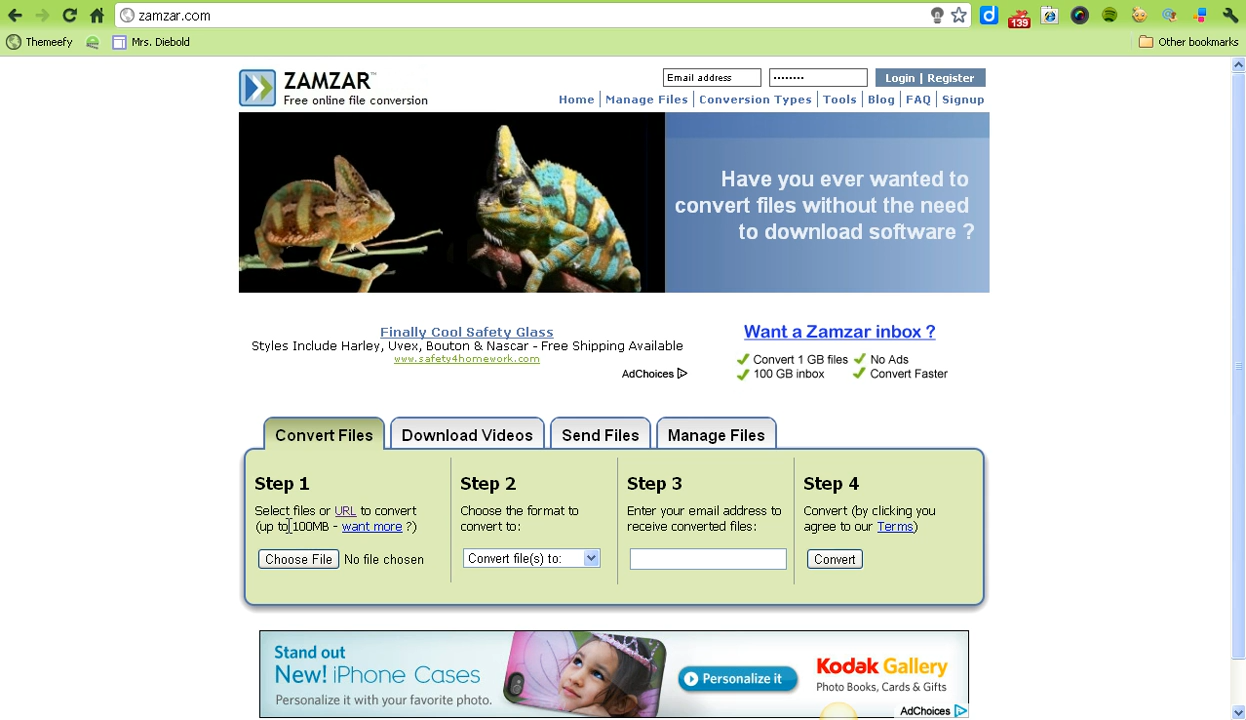 zamzar.com
139
Themeefy
Mrs. Diebold
Other bookmarks
ZAMZAR™
Free online file conversion
Email address
Login | Register
Home | Manage Files | Conversion Types | Tools | Blog | FAQ | Signup
Have you ever wanted to
convert files without the need
to download software ?
Finally Cool Safety Glass
Styles Include Harley, Uvex, Bouton & Nascar - Free Shipping Available
www.safety4homework.com
AdChoices
Want a Zamzar inbox ?
Convert 1 GB files
No Ads
100 GB inbox
Convert Faster
Convert Files
Download Videos
Send Files
Manage Files
Step 1
Select files or URL to convert
(up to 100MB - want more ?)
Choose File No file chosen
Step 2
Choose the format to
convert to:
Convert file(s) to:
Step 3
Enter your email address to
receive converted files:
Step 4
Convert (by clicking you
agree to our Terms)
Convert
Stand out
New! iPhone Cases
Personalize it with your favorite photo.
Personalize it
Kodak Gallery
Photo Books, Cards & Gifts
AdChoices